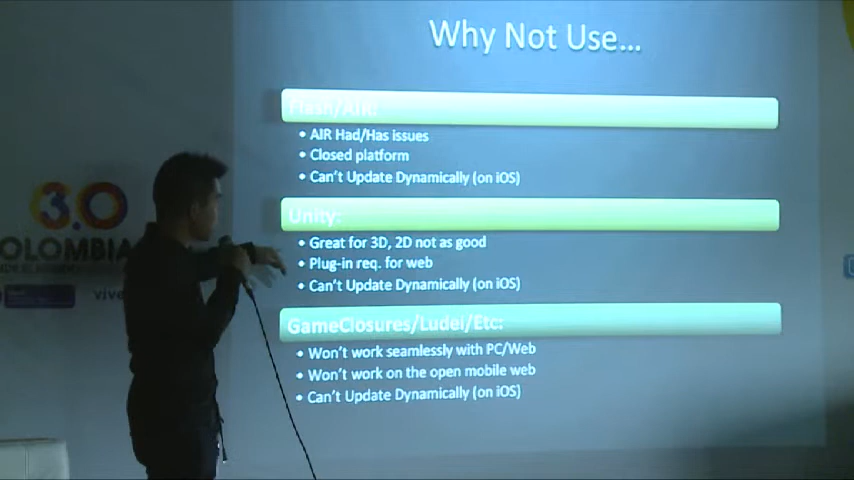 Why Not Use...
Flash/AIR:
• AIR Had/Has issues
• Closed platform
• Can't Update Dynamically (on iOS)
Unity:
• Great for 3D, 2D not as good
• Plug-in req. for web
• Can't Update Dynamically (on iOS)
GameClosures/Ludei/Etc:
• Won't work seamlessly with PC/Web
• Won't work on the open mobile web
• Can't Update Dynamically (on iOS)
3.0
OLOMBIA
vive